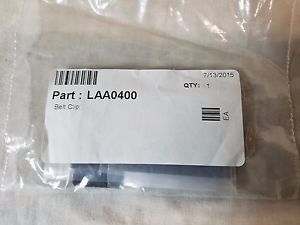 7/13/2015
Part : LAA0400
QTY: 1
Belt Clip
EA